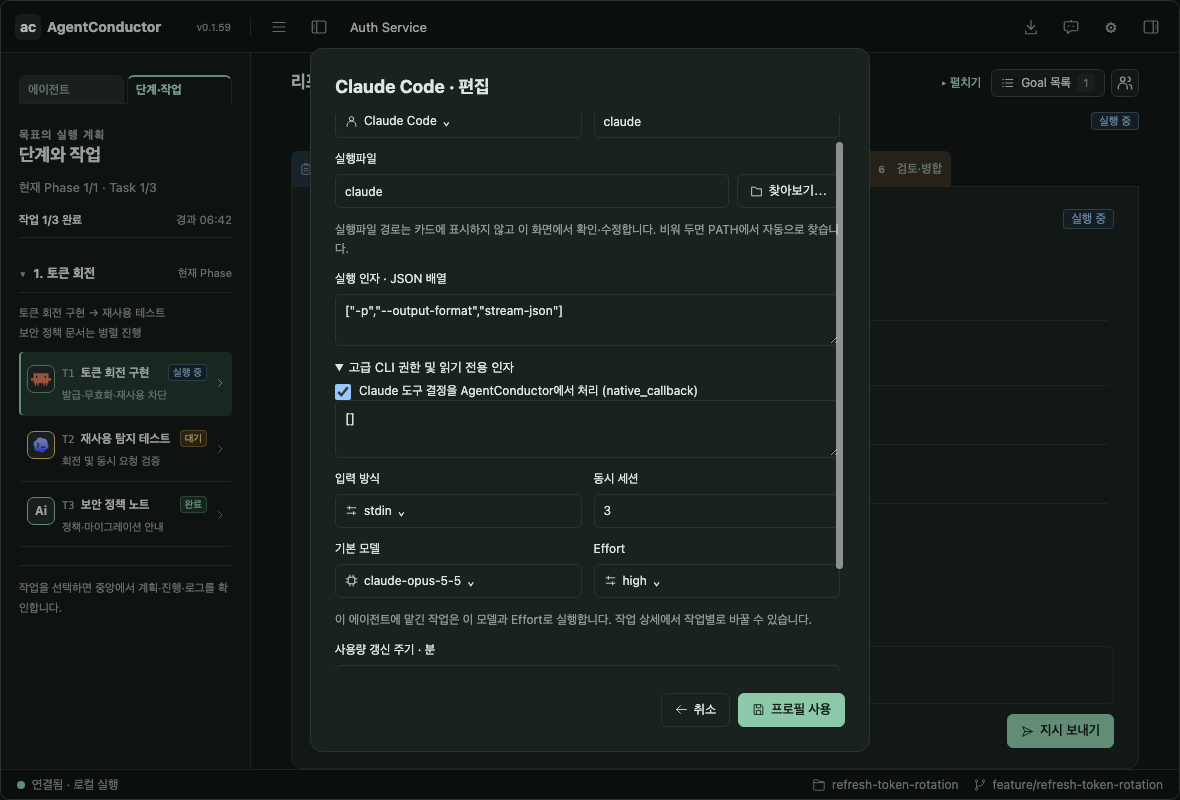 ac AgentConductor v0.1.59 Auth Service
에이전트 단계·작업
목표의 실행 계획
단계와 작업
현재 Phase 1/1 · Task 1/3
작업 1/3 완료 경과 06:42
1. 토큰 회전 현재 Phase
토큰 회전 구현 → 재사용 테스트
보안 정책 문서는 병렬 진행
T1 토큰 회전 구현 실행 중
발급·무효화·재사용 차단
T2 재사용 탐지 테스트 대기
회전 및 동시 요청 검증
Ai T3 보안 정책 노트 완료
정책·마이그레이션 안내
작업을 선택하면 중앙에서 계획·진행·로그를 확
인합니다.
펼치기 Goal 목록 1
실행 중
6 검토·병합
실행 중
Claude Code · 편집
Claude Code claude
실행파일
claude 찾아보기...
실행파일 경로는 카드에 표시하지 않고 이 화면에서 확인·수정합니다. 비워 두면 PATH에서 자동으로 찾습니
다.
실행 인자 · JSON 배열
["-p","--output-format","stream-json"]
▼ 고급 CLI 권한 및 읽기 전용 인자
Claude 도구 결정을 AgentConductor에서 처리 (native_callback)
[]
입력 방식 동시 세션
stdin 3
기본 모델 Effort
claude-opus-5-5 high
이 에이전트에 맡긴 작업은 이 모델과 Effort로 실행합니다. 작업 상세에서 작업별로 바꿀 수 있습니다.
사용량 갱신 주기 · 분
← 취소 프로필 사용
지시 보내기
연결됨 · 로컬 실행 refresh-token-rotation feature/refresh-token-rotation